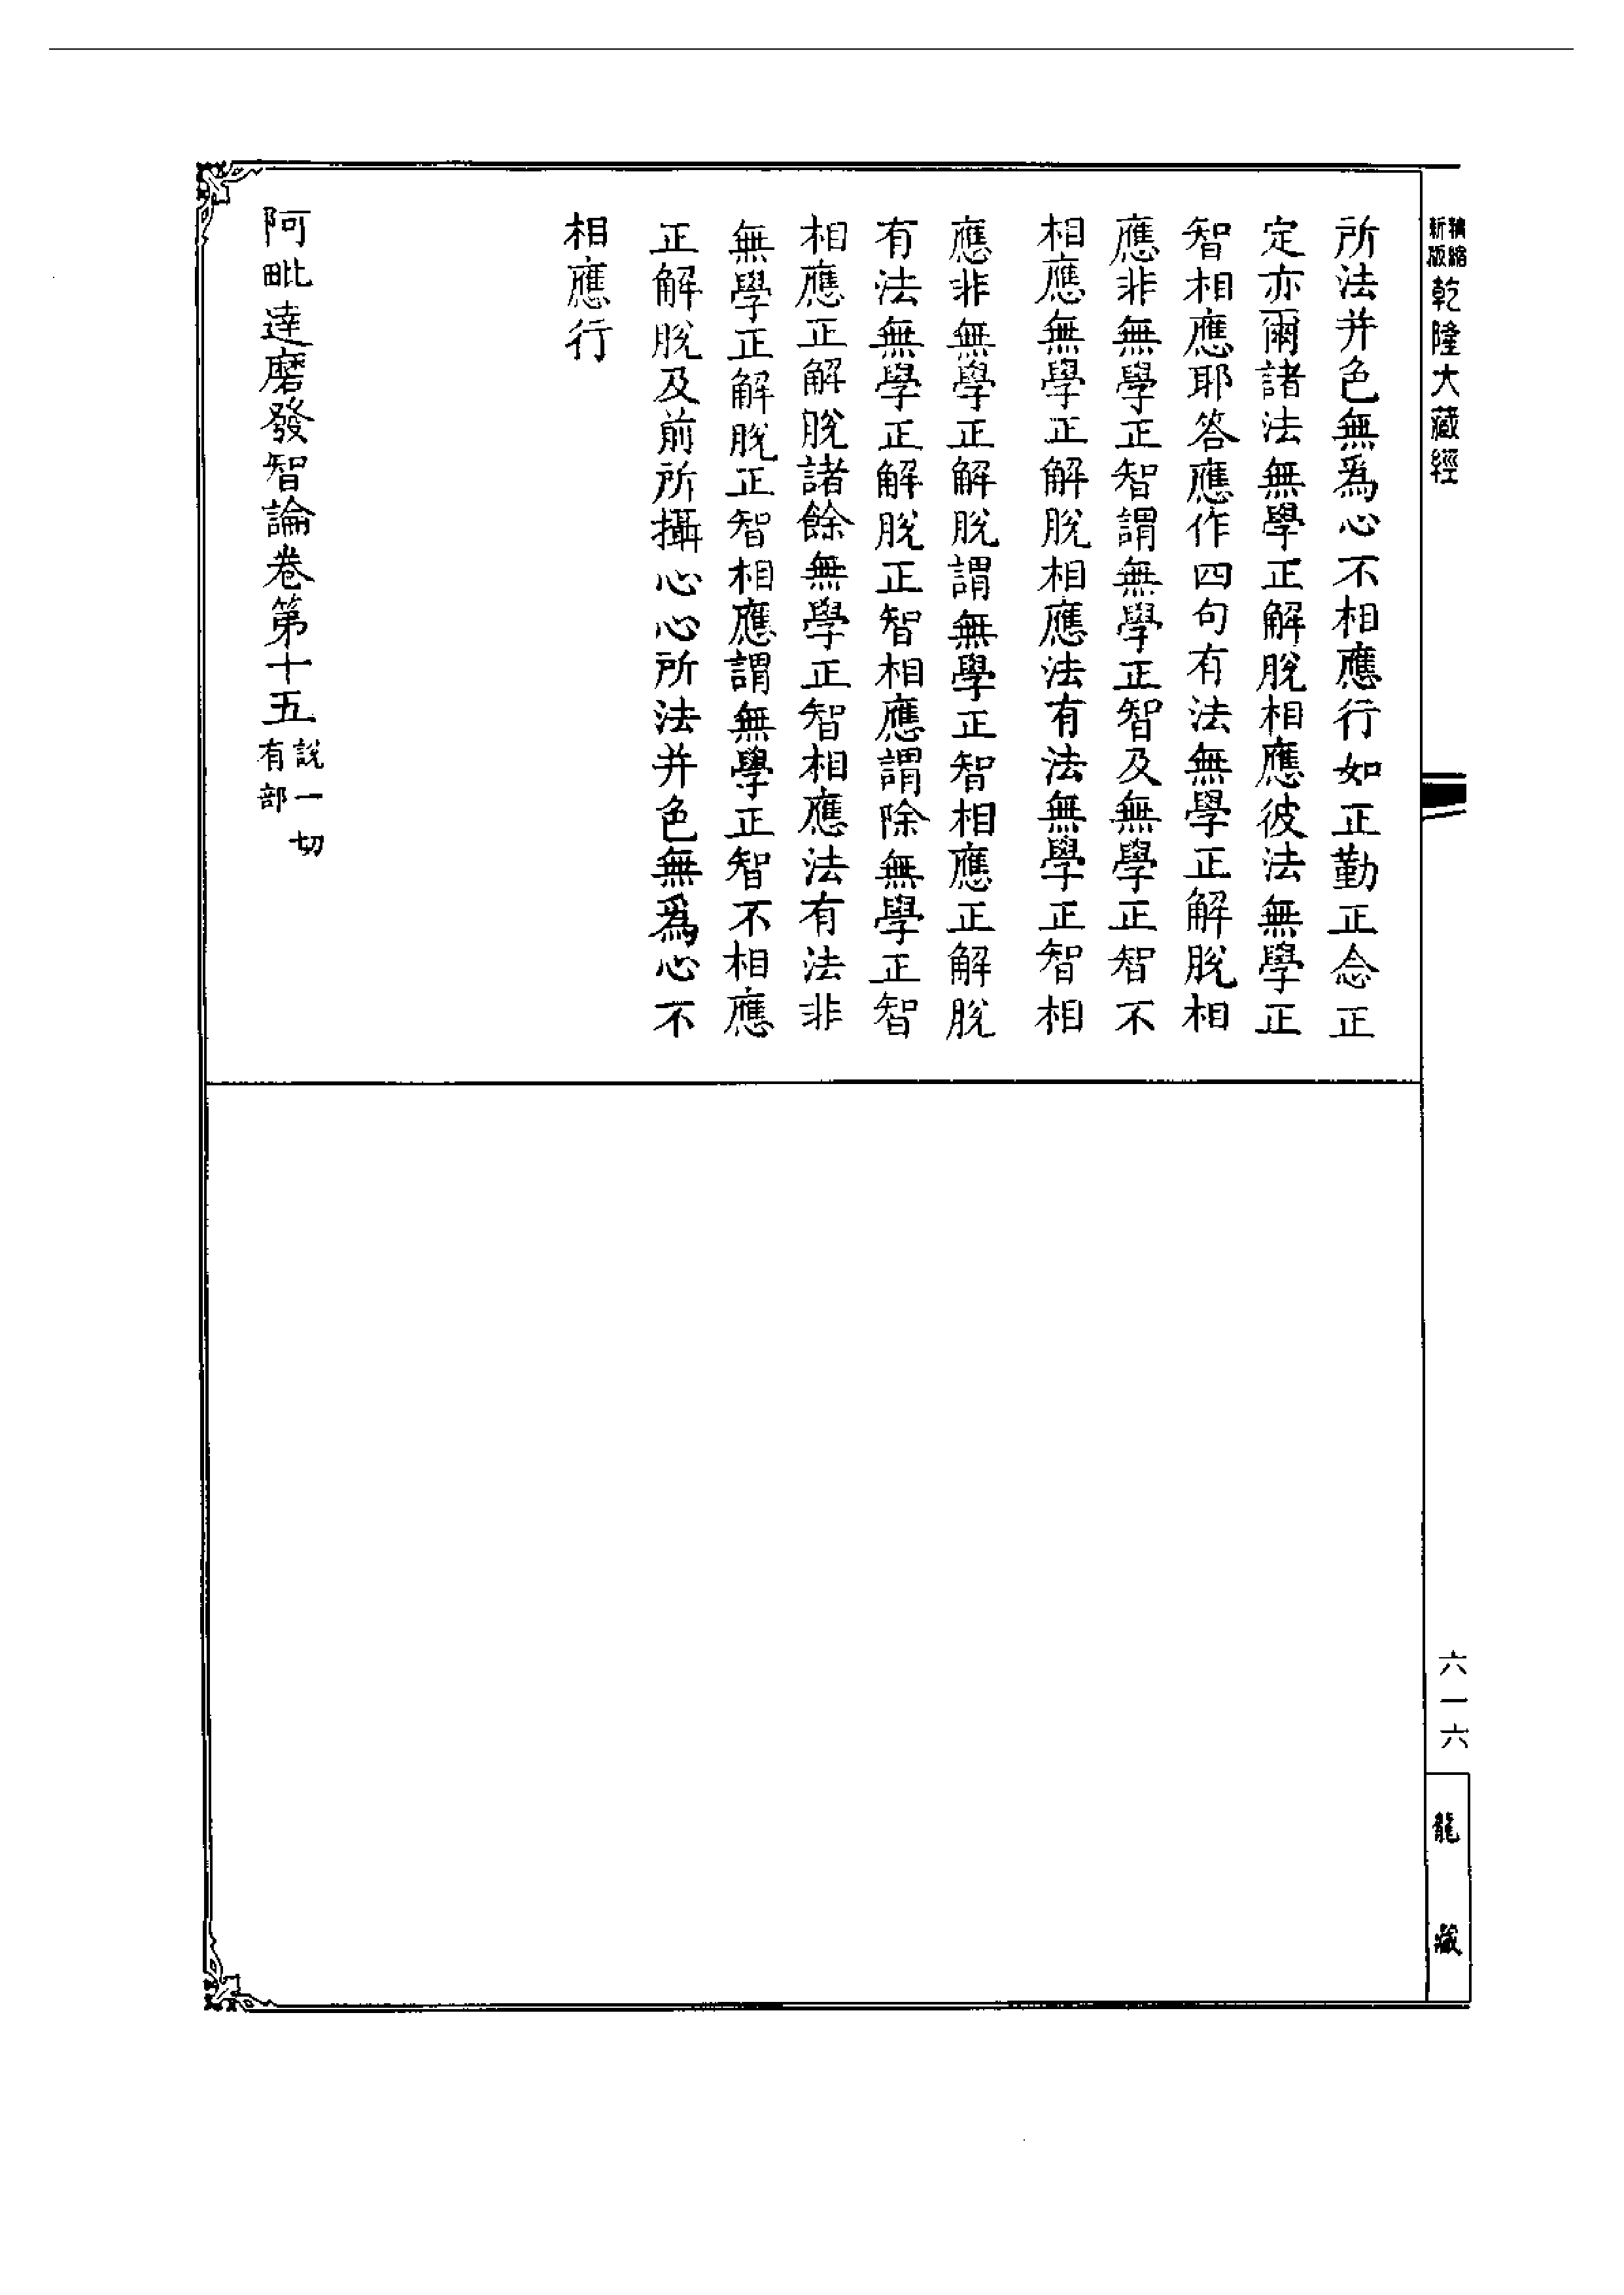 精縮新版乾隆大藏經
六一六
龍藏
所法并色無爲心不相應行如正勤正念正
定亦爾諸法無學正解脫相應彼法無學正
智相應耶答應作四句有法無學正解脫相
應非無學正智謂無學正智及無學正智不
相應無學正解脫相應法有法無學正智相
應非無學正解脫謂無學正智相應正解脫
有法無學正解脫正智相應謂除無學正智
相應正解脫諸餘無學正智相應法有法非
無學正解脫正智相應謂無學正智不相應
正解脫及前所攝心心所法并色無爲心不
相應行
阿毗達磨發智論卷第十五說一切有部